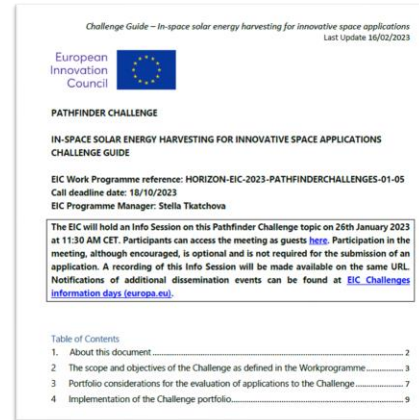 Challenge Guide – In-space solar energy harvesting for innovative space applications
Last Update 16/02/2023
European
Innovation
Council
PATHFINDER CHALLENGE
IN-SPACE SOLAR ENERGY HARVESTING FOR INNOVATIVE SPACE APPLICATIONS
CHALLENGE GUIDE
EIC Work Programme reference: HORIZON-EIC-2023-PATHFINDERCHALLENGES-01-05
Call deadline date: 18/10/2023
EIC Programme Manager: Stella Tkatchova
The EIC will hold an Info Session on this Pathfinder Challenge topic on 26th January 2023
at 11:30 AM CET. Participants can access the meeting as guests here. Participation in the
meeting, although encouraged, is optional and is not required for the submission of an
application. A recording of this Info Session will be made available on the same URL.
Notifications of additional dissemination events can be found at EIC Challenges
information days (europa.eu).
Table of Contents
1. About this document ........ 2
2 The scope and objectives of the Challenge as defined in the Workprogramme ........ 3
3 Portfolio considerations for the evaluation of applications to the Challenge ........ 7
4 Implementation of the Challenge portfolio ........ 9